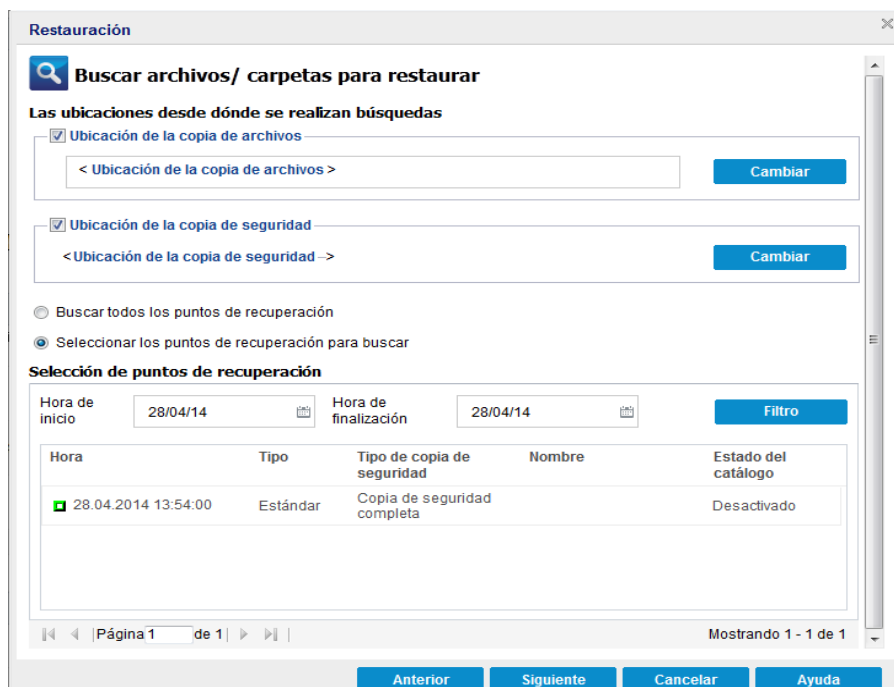 Restauración
Buscar archivos/ carpetas para restaurar
Las ubicaciones desde dónde se realizan búsquedas
Ubicación de la copia de archivos
< Ubicación de la copia de archivos >
Cambiar
Ubicación de la copia de seguridad
<Ubicación de la copia de seguridad –>
Cambiar
Buscar todos los puntos de recuperación
Seleccionar los puntos de recuperación para buscar
Selección de puntos de recuperación
Hora de
inicio
28/04/14
Hora de
finalización
28/04/14
Filtro
Hora
Tipo
Tipo de copia de
seguridad
Nombre
Estado del
catálogo
28.04.2014 13:54:00
Estándar
Copia de seguridad
completa
Desactivado
Página 1 de 1
Mostrando 1 - 1 de 1
Anterior
Siguiente
Cancelar
Ayuda